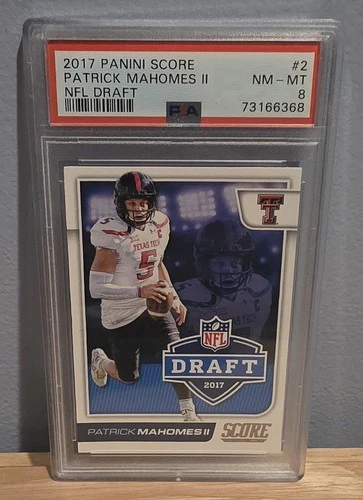 2017 PANINI SCORE #2
PATRICK MAHOMES II NM-MT
NFL DRAFT 8
73166368
PSA
T
TEXAS TECH
5
C
5
NFL
DRAFT
2017
PATRICK MAHOMES II SCORE